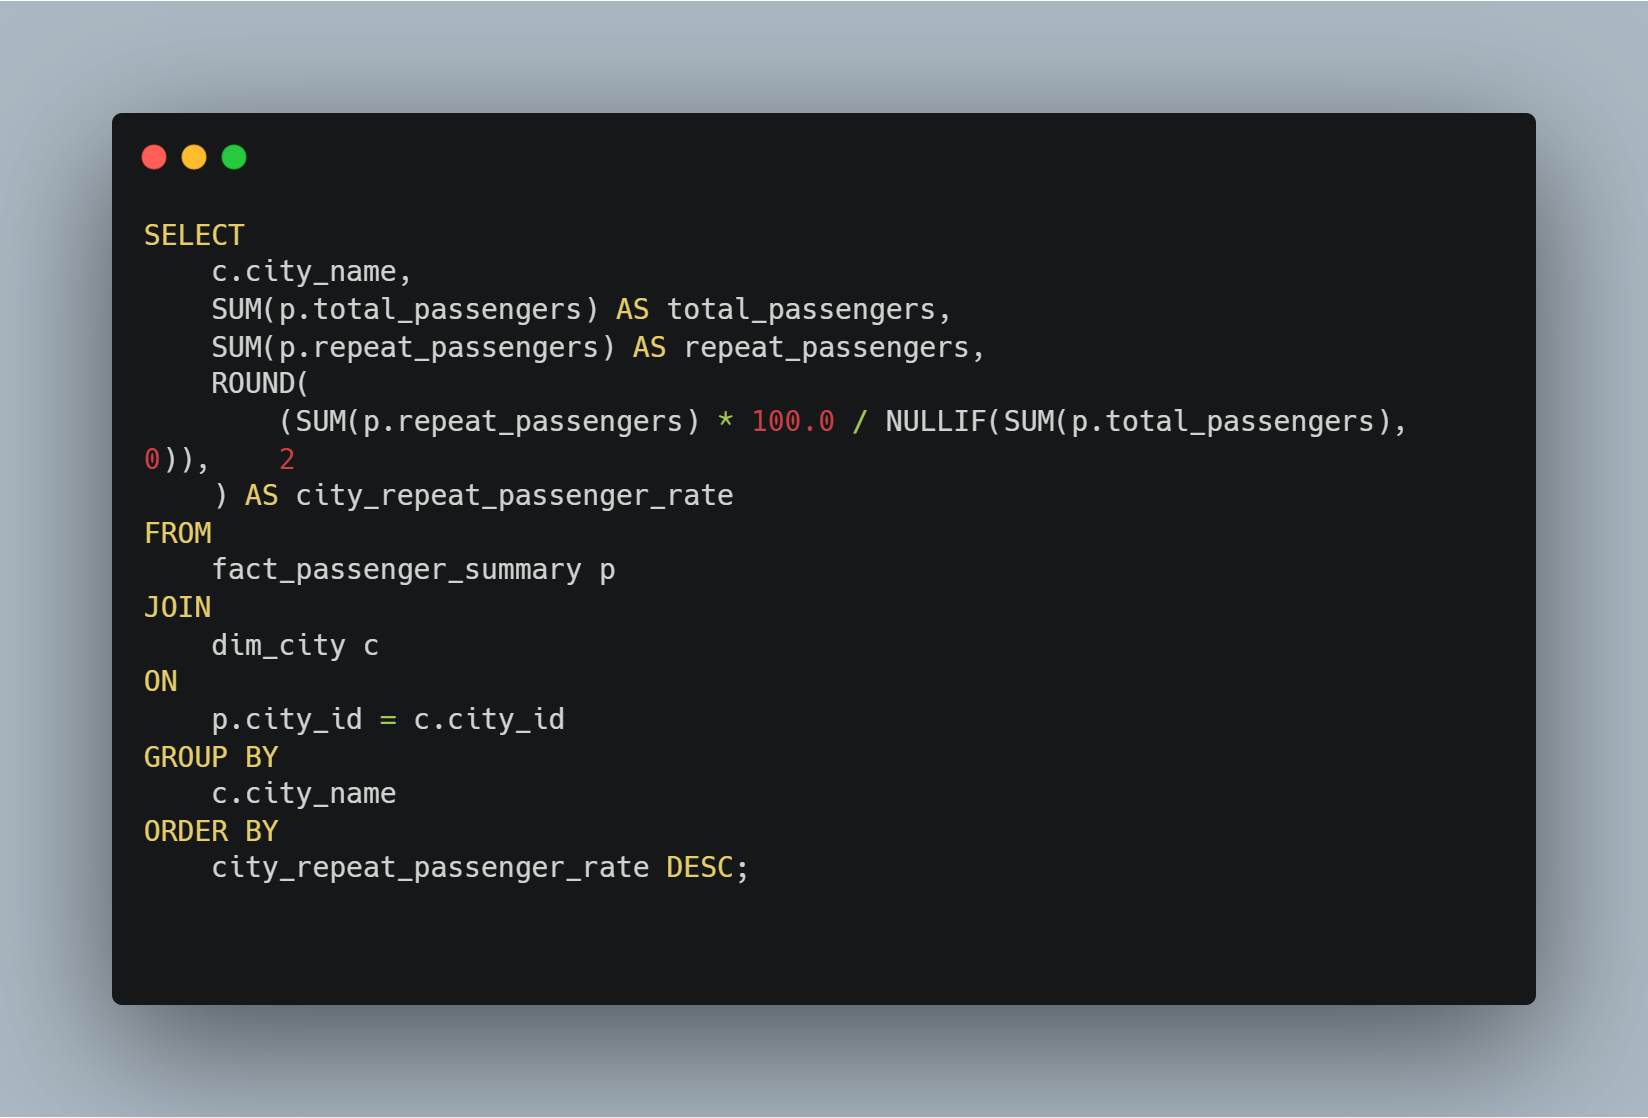 SELECT
    c.city_name,
    SUM(p.total_passengers) AS total_passengers,
    SUM(p.repeat_passengers) AS repeat_passengers,
    ROUND(
        (SUM(p.repeat_passengers) * 100.0 / NULLIF(SUM(p.total_passengers),
0)),    2
    ) AS city_repeat_passenger_rate
FROM
    fact_passenger_summary p
JOIN
    dim_city c
ON
    p.city_id = c.city_id
GROUP BY
    c.city_name
ORDER BY
    city_repeat_passenger_rate DESC;